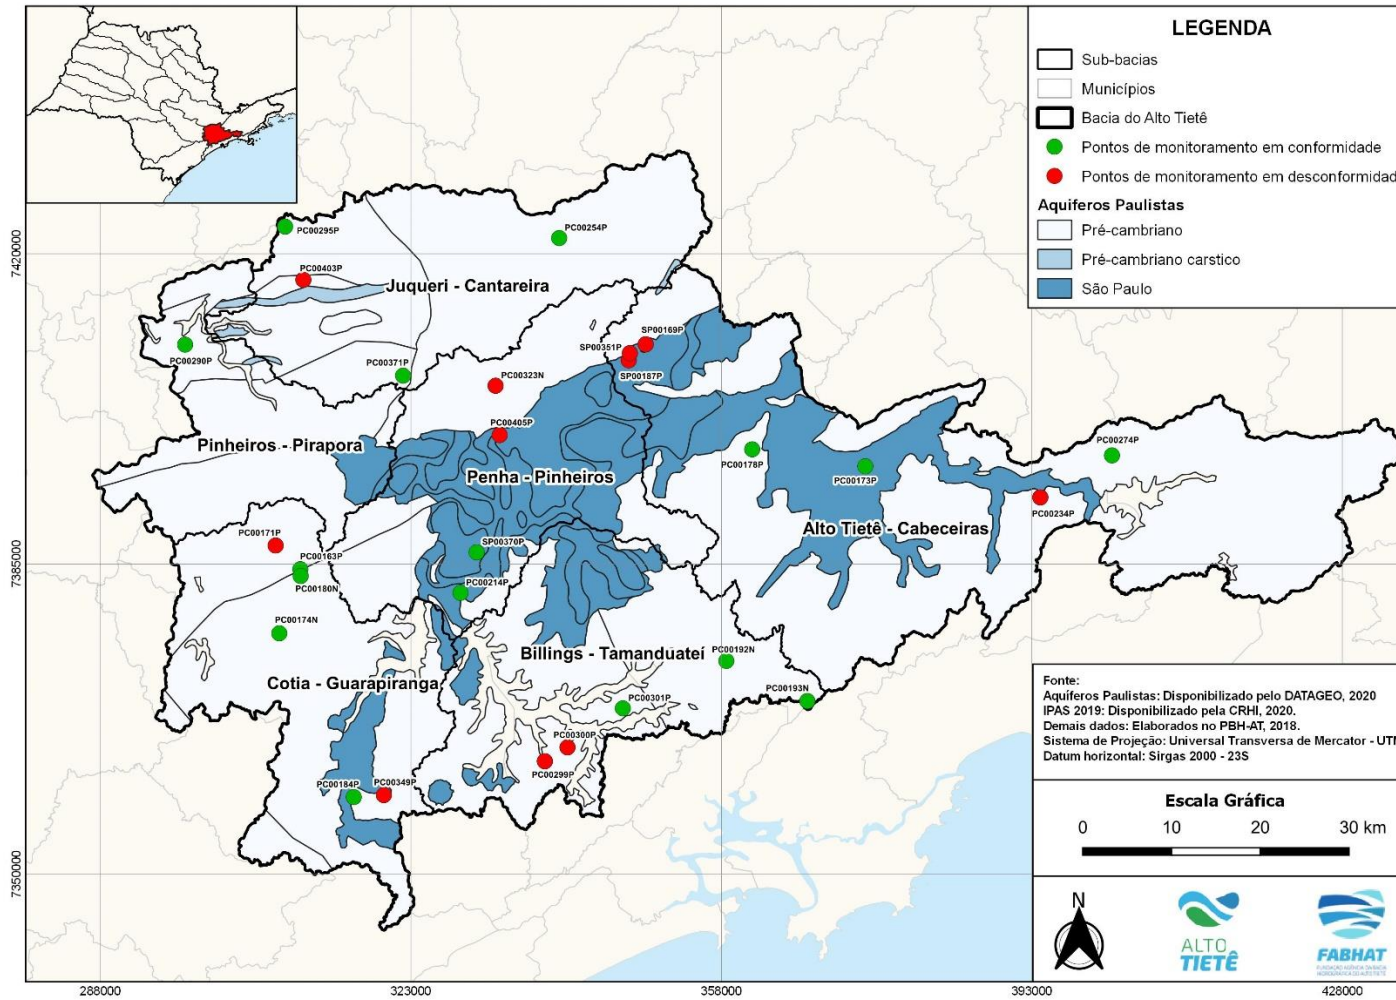 LEGENDA
Sub-bacias
Municípios
Bacia do Alto Tietê
Pontos de monitoramento em conformidade
Pontos de monitoramento em desconformidad
Aquíferos Paulistas
Pré-cambriano
Pré-cambriano carstico
São Paulo
PC00295P
PC00254P
PC00403P
Juqueri - Cantareira
SP00169P
SP00351P
SP00187P
PC00290P
PC00371P
PC00323N
PC00405P
Pinheiros - Pirapora
Penha - Pinheiros
PC00178P
PC00173P
PC00274P
PC00234P
Alto Tietê - Cabeceiras
PC00171P
PC00163P
PC00180N
SP00370P
PC00214P
PC00174N
Billings - Tamanduateí
PC00192N
Cotia - Guarapiranga
PC00301P
PC00193N
PC00300P
PC00299P
PC00184P
PC00349P
Fonte:
Aquíferos Paulistas: Disponibilizado pelo DATAGEO, 2020
IPAS 2019: Disponibilizado pela CRHI, 2020.
Demais dados: Elaborados no PBH-AT, 2018.
Sistema de Projeção: Universal Transversa de Mercator - UTM
Datum horizontal: Sirgas 2000 - 23S
Escala Gráfica
0 10 20 30 km
N
ALTO
TIETÊ
FABHAT
7420000
7385000
7350000
288000 323000 358000 393000 428000